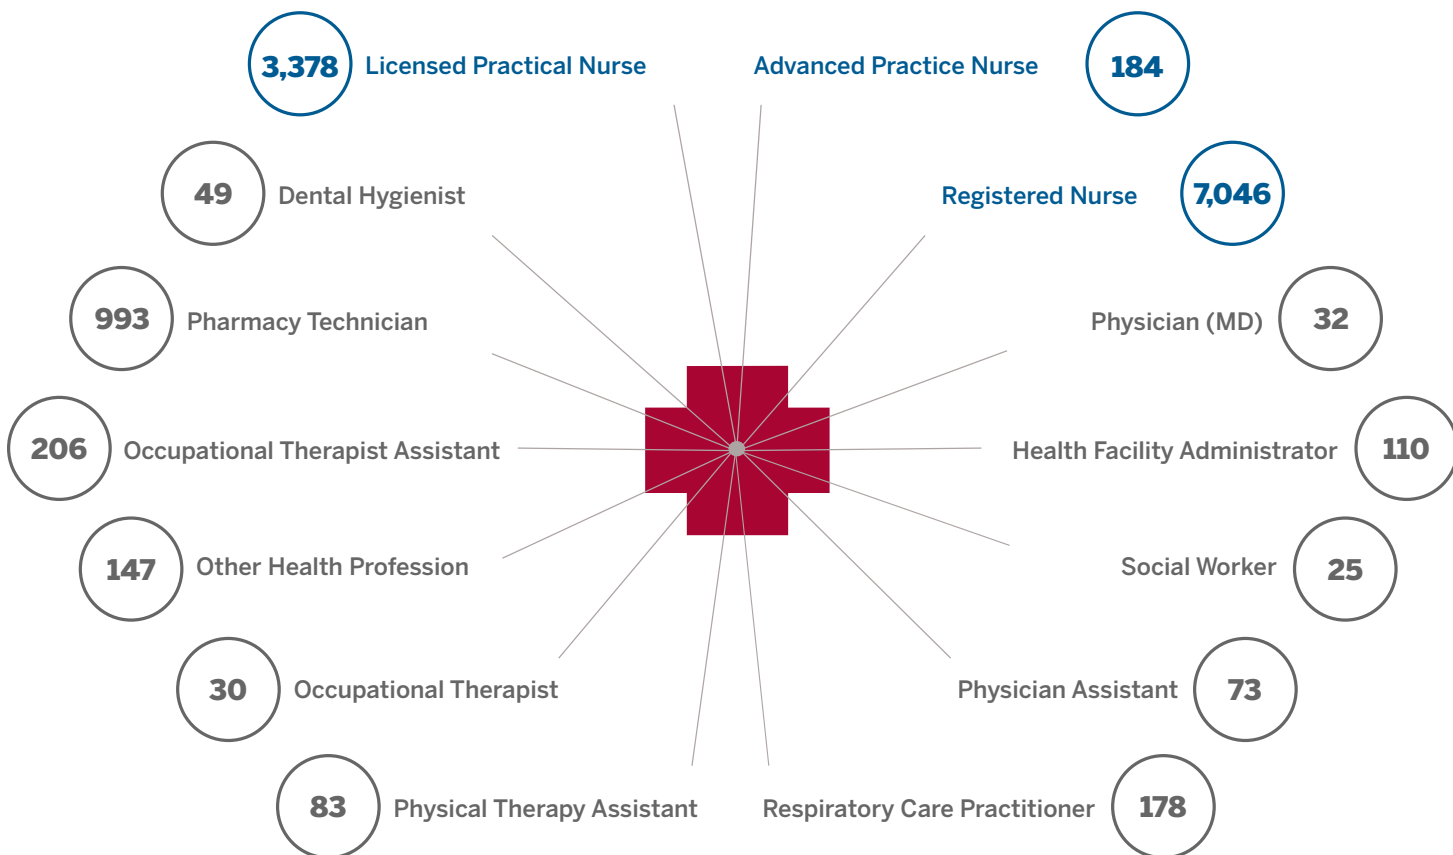 3,378 Licensed Practical Nurse
Advanced Practice Nurse 184
49 Dental Hygienist
Registered Nurse 7,046
993 Pharmacy Technician
Physician (MD) 32
206 Occupational Therapist Assistant
Health Facility Administrator 110
147 Other Health Profession
Social Worker 25
30 Occupational Therapist
Physician Assistant 73
83 Physical Therapy Assistant
Respiratory Care Practitioner 178